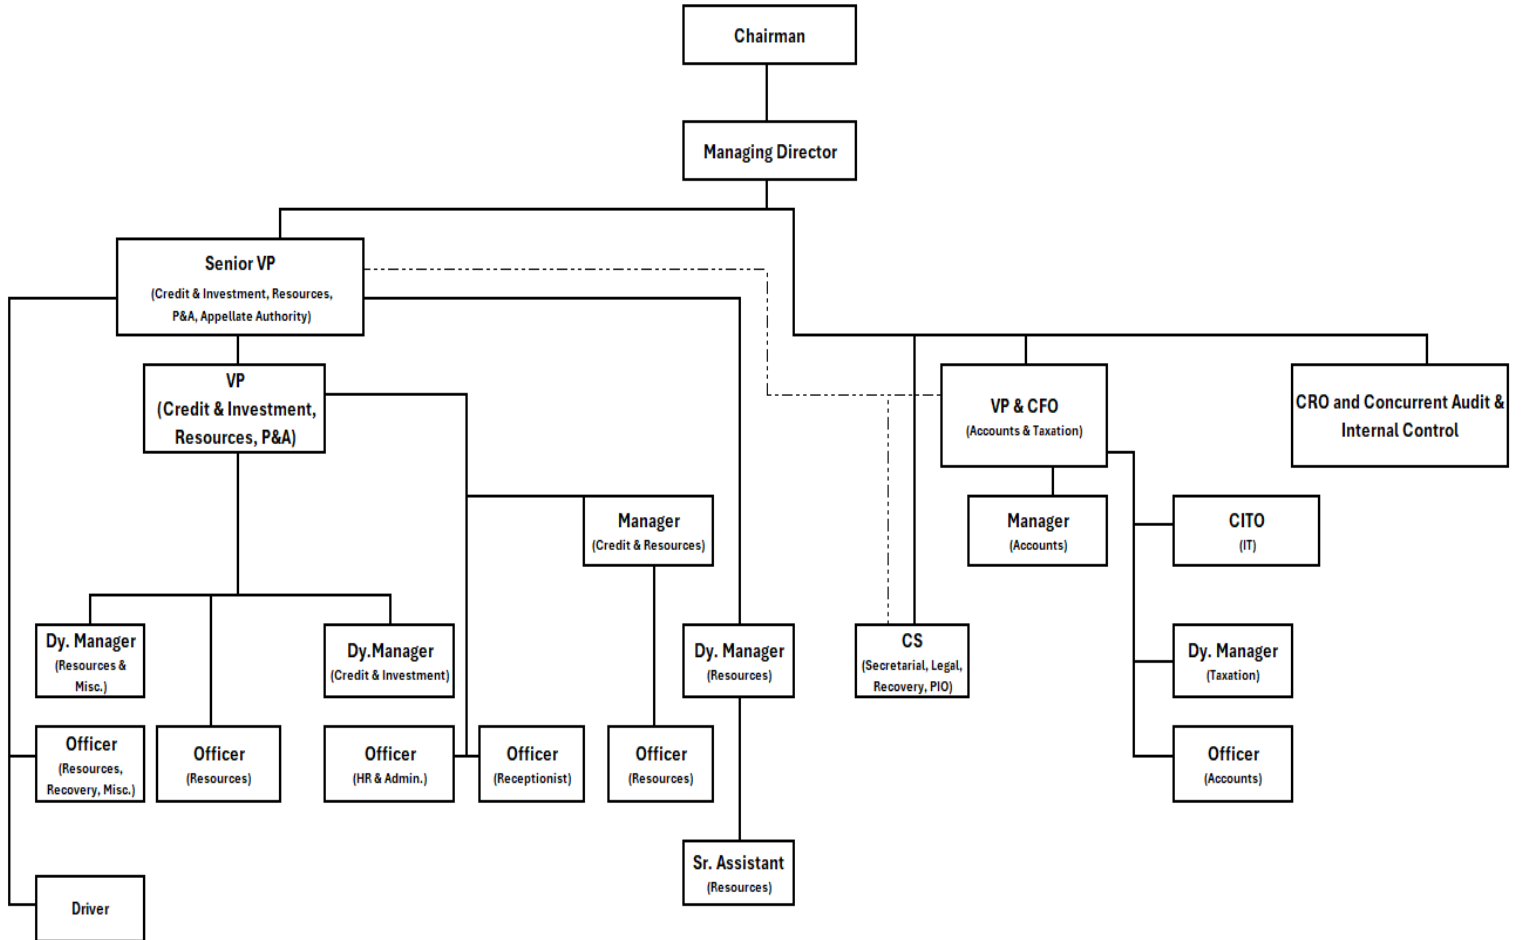 Chairman
Managing Director
Senior VP
(Credit & Investment, Resources,
P&A, Appellate Authority)
VP
(Credit & Investment,
Resources, P&A)
VP & CFO
(Accounts & Taxation)
CRO and Concurrent Audit &
Internal Control
Manager
(Credit & Resources)
Manager
(Accounts)
CITO
(IT)
Dy. Manager
(Resources &
Misc.)
Dy.Manager
(Credit & Investment)
Dy. Manager
(Resources)
CS
(Secretarial, Legal,
Recovery, PIO)
Dy. Manager
(Taxation)
Officer
(Resources,
Recovery, Misc.)
Officer
(Resources)
Officer
(HR & Admin.)
Officer
(Receptionist)
Officer
(Resources)
Officer
(Accounts)
Sr. Assistant
(Resources)
Driver